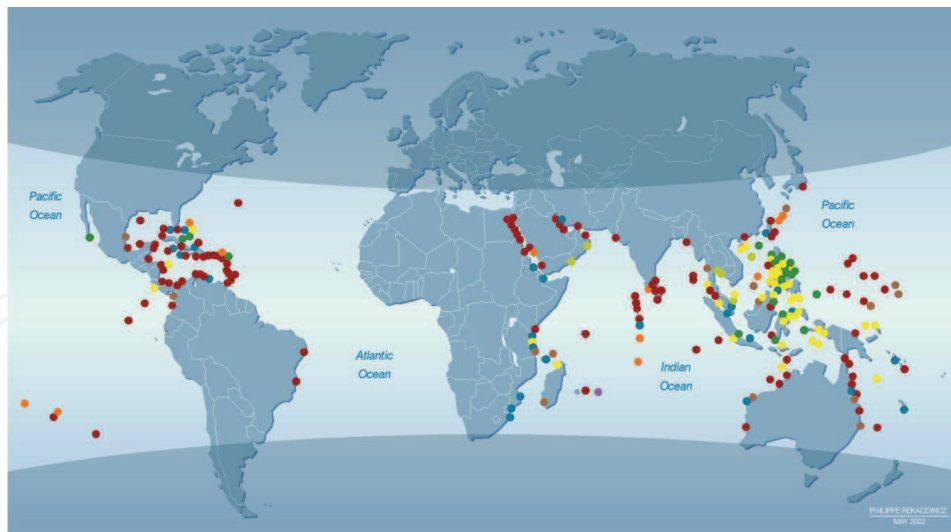 Pacific
Ocean
Pacific
Ocean
Atlantic
Ocean
Indian
Ocean
PHILIPPE REKACEWICZ
MAY 2002